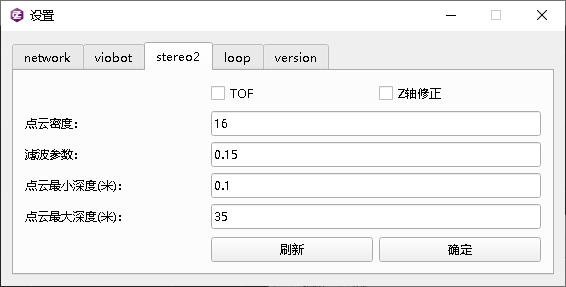 设置
network viobot stereo2 loop version
TOF Z轴修正
点云密度: 16
滤波参数: 0.15
点云最小深度(米): 0.1
点云最大深度(米): 35
刷新 确定